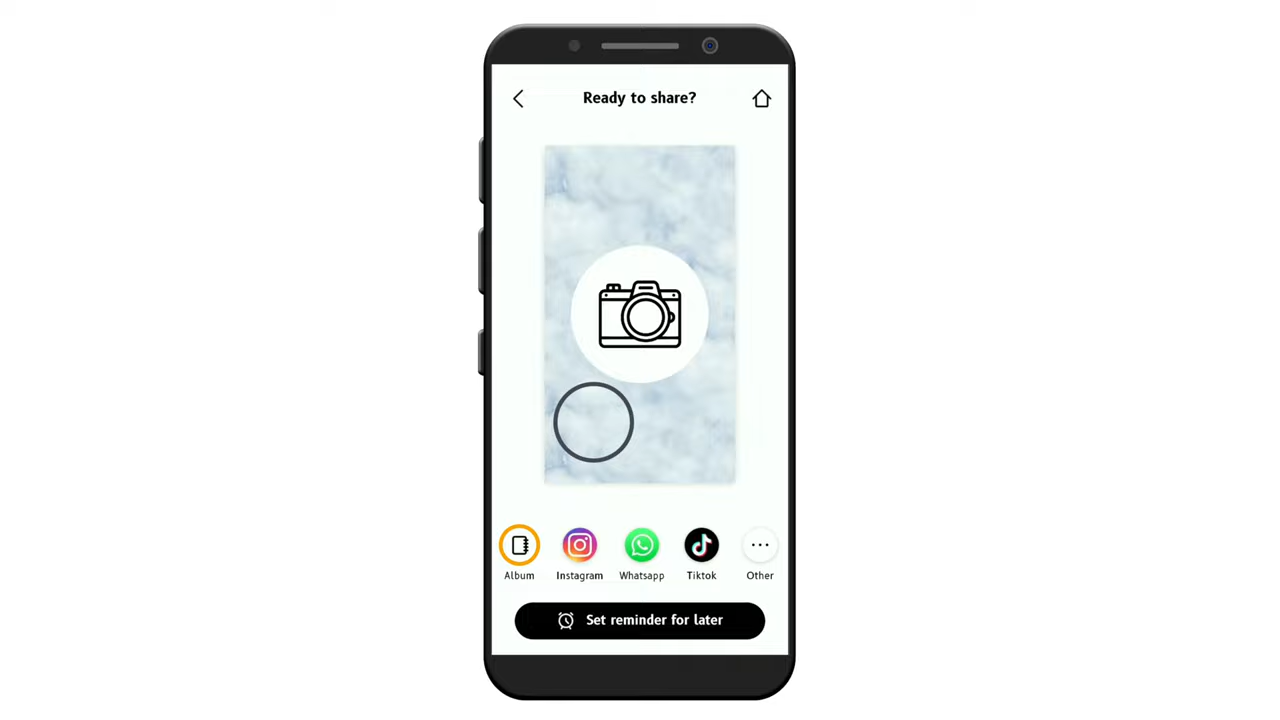 Ready to share?
Album
Instagram
Whatsapp
Tiktok
Other
Set reminder for later